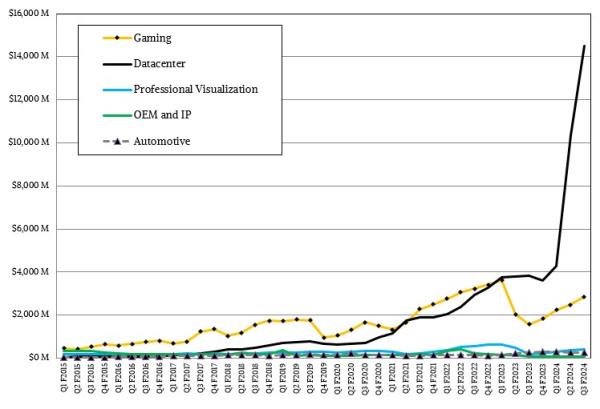 $16,000 M
$14,000 M
$12,000 M
$10,000 M
$8,000 M
$6,000 M
$4,000 M
$2,000 M
$0 M
Gaming
Datacenter
Professional Visualization
OEM and IP
Automotive
Q1 F2015
Q2 F2015
Q3 F2015
Q4 F2015
Q1 F2016
Q2 F2016
Q3 F2016
Q4 F2016
Q1 F2017
Q2 F2017
Q3 F2017
Q4 F2017
Q1 F2018
Q2 F2018
Q3 F2018
Q4 F2018
Q1 F2019
Q2 F2019
Q3 F2019
Q4 F2019
Q1 F2020
Q2 F2020
Q3 F2020
Q4 F2020
Q1 F2021
Q2 F2021
Q3 F2021
Q4 F2021
Q1 F2022
Q2 F2022
Q3 F2022
Q4 F2022
Q1 F2023
Q2 F2023
Q3 F2023
Q4 F2023
Q1 F2024
Q2 F2024
Q3 F2024